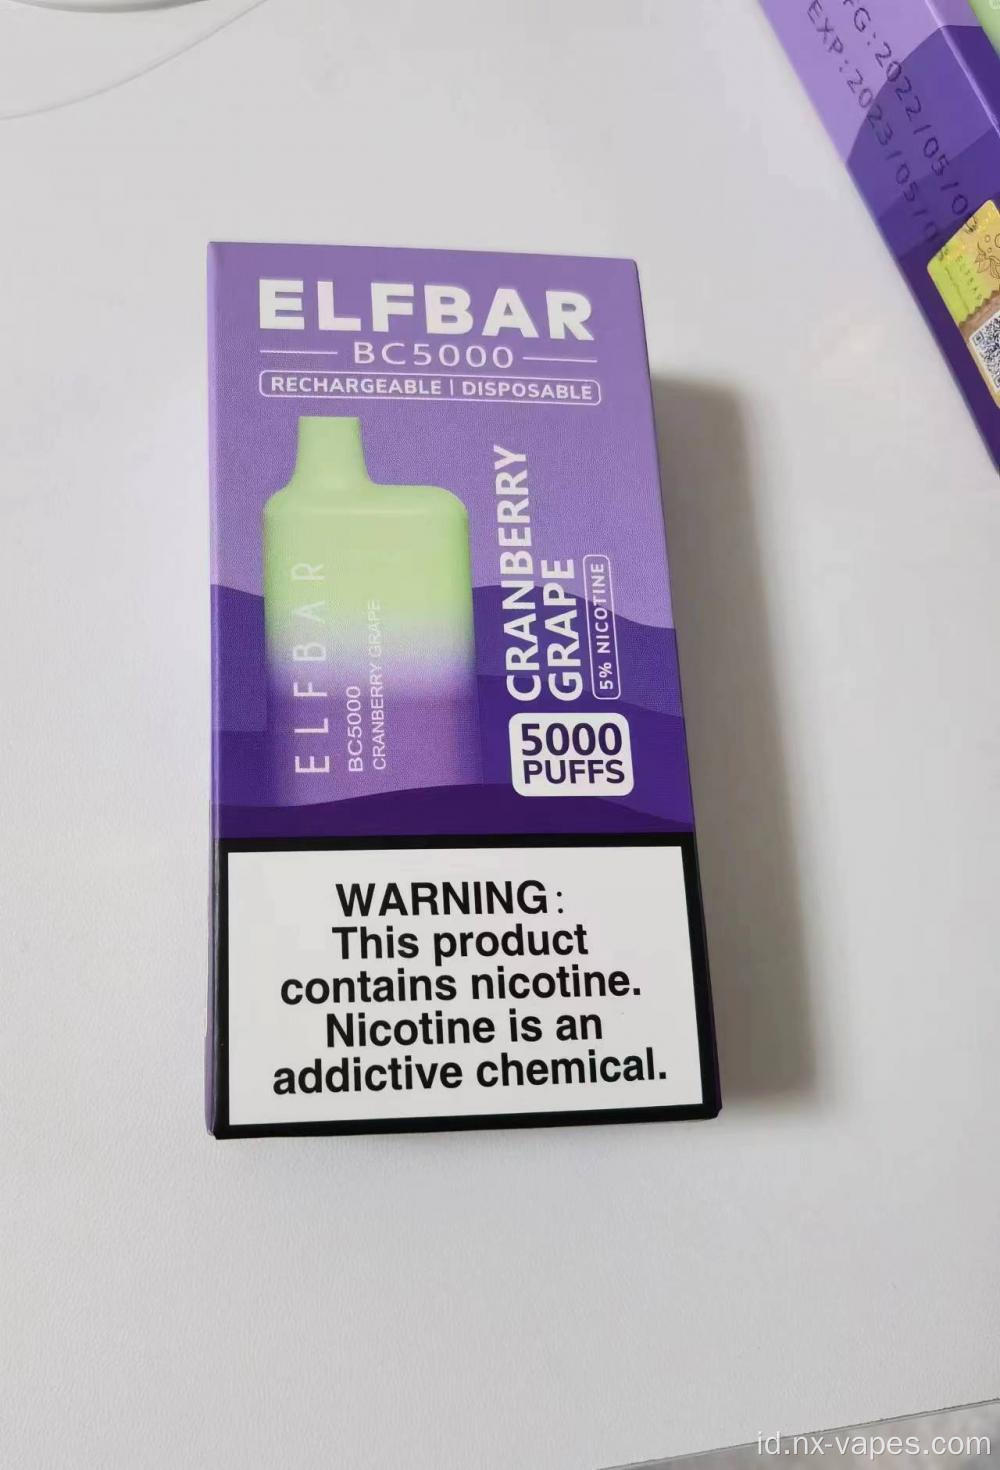 ELFBAR
BC5000
RECHARGEABLE | DISPOSABLE
ELFBAR
BC5000
CRANBERRY GRAPE
CRANBERRY
GRAPE
5% NICOTINE
5000
PUFFS
WARNING:
This product
contains nicotine.
Nicotine is an
addictive chemical.
EXP:2023/05/
ELFBAR
id.nx-vapes.com